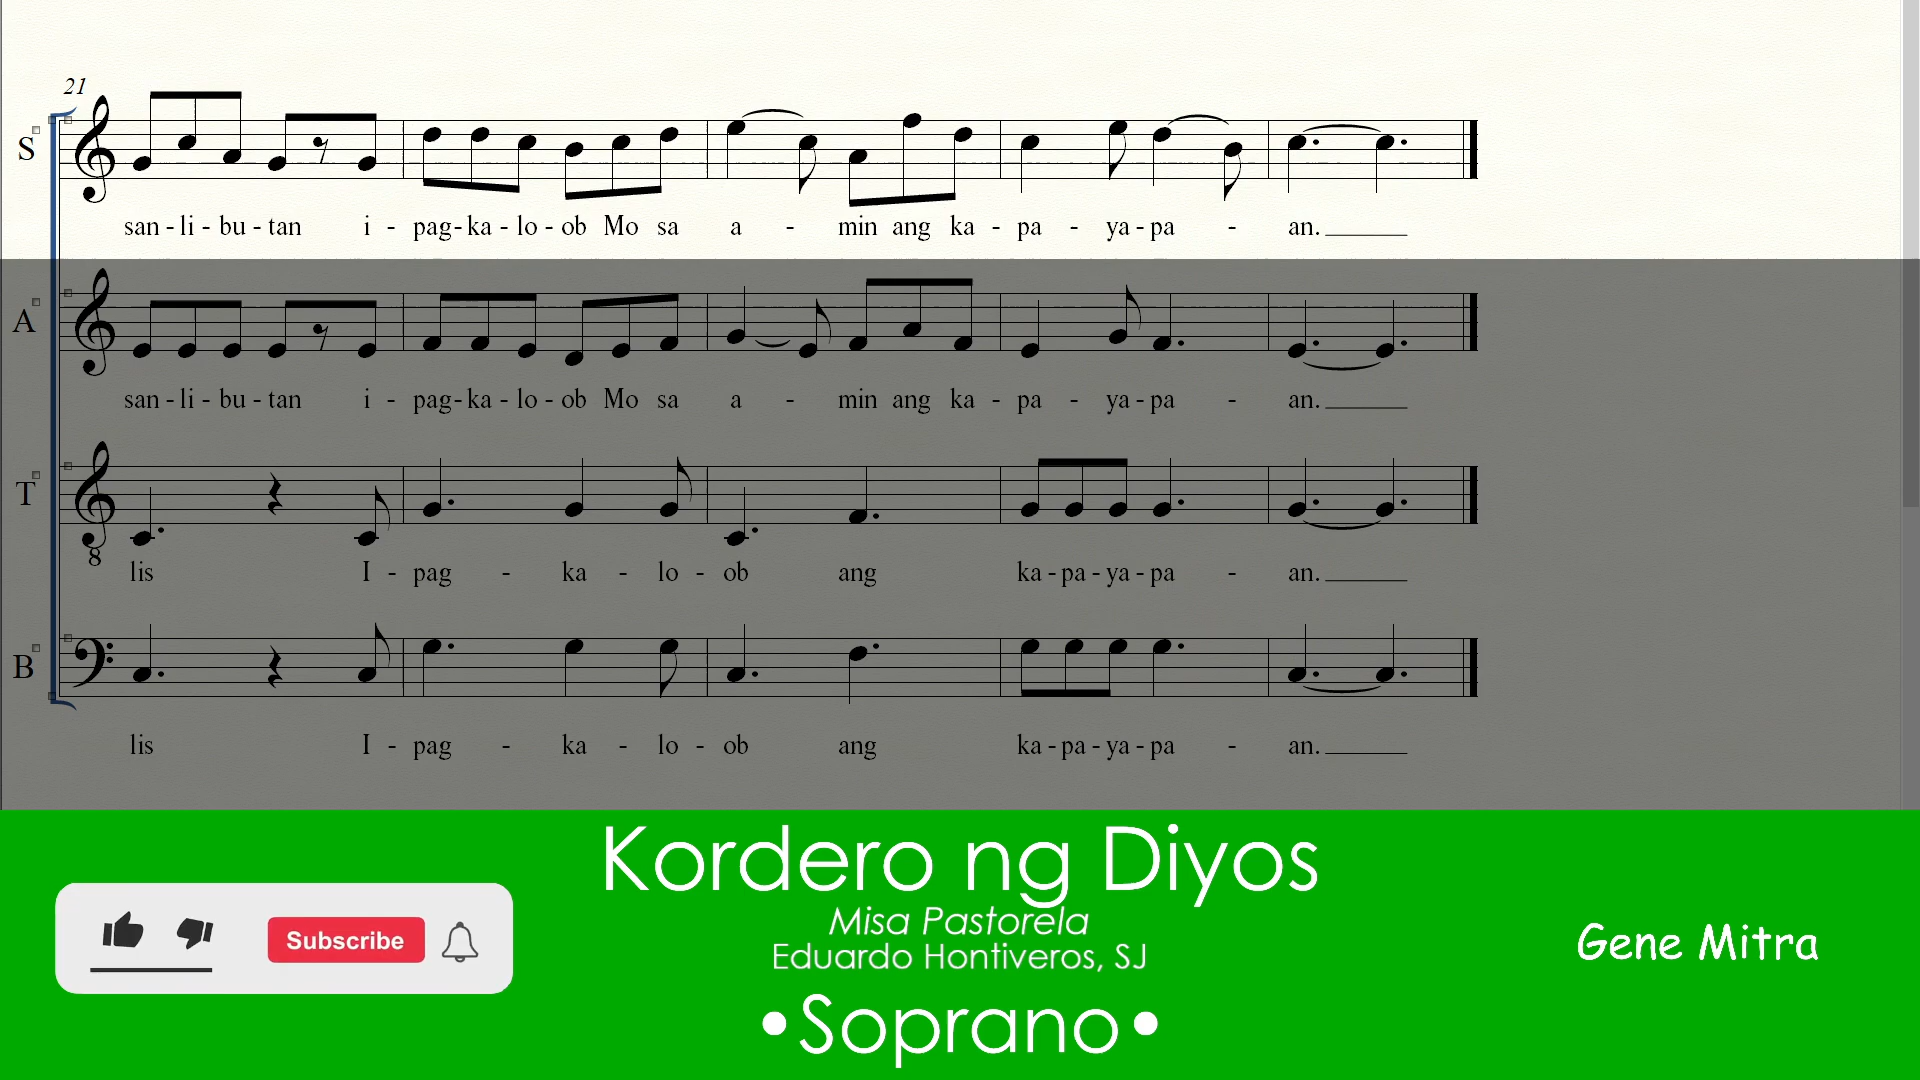 21
S
san - li - bu - tan i - pag - ka - lo - ob Mo sa a - min ang ka - pa - ya - pa - an.
A
san - li - bu - tan i - pag - ka - lo - ob Mo sa a - min ang ka - pa - ya - pa - an.
T
8
lis I - pag - ka - lo - ob ang ka - pa - ya - pa - an.
B
lis I - pag - ka - lo - ob ang ka - pa - ya - pa - an.
Kordero ng Diyos
Misa Pastorela
Eduardo Hontiveros, SJ
•Soprano•
Subscribe
Gene Mitra